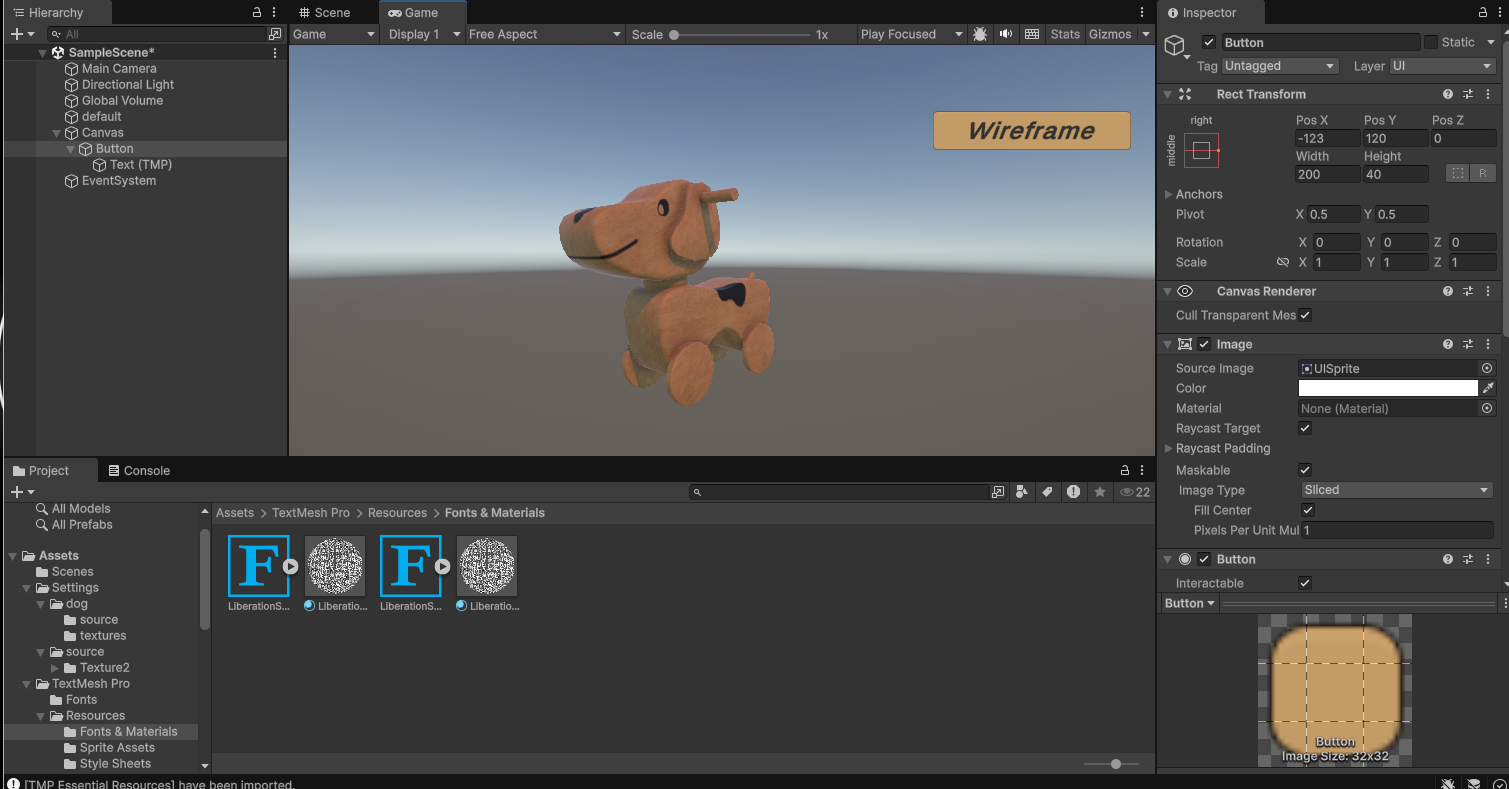 Hierarchy
All
SampleScene*
Main Camera
Directional Light
Global Volume
default
Canvas
Button
Text (TMP)
EventSystem
Scene
Game
Game
Display 1
Free Aspect
Scale
1x
Play Focused
Stats
Gizmos
Wireframe
Project
Console
22
All Models
All Prefabs
Assets
Scenes
Settings
dog
source
textures
source
Texture2
TextMesh Pro
Fonts
Resources
Fonts & Materials
Sprite Assets
Style Sheets
Assets > TextMesh Pro > Resources > Fonts & Materials
F
F
LiberationS...
Liberatio...
LiberationS...
Liberatio...
[TMP Essential Resources] have been imported.
Inspector
Button
Static
Tag Untagged
Layer UI
Rect Transform
right
middle
Pos X Pos Y Pos Z
-123 120 0
Width Height
200 40
R
Anchors
Pivot X 0.5 Y 0.5
Rotation X 0 Y 0 Z 0
Scale X 1 Y 1 Z 1
Canvas Renderer
Cull Transparent Mes
Image
Source Image UISprite
Color
Material None (Material)
Raycast Target
Raycast Padding
Maskable
Image Type Sliced
Fill Center
Pixels Per Unit Mul 1
Button
Interactable
Button
Button
Image Size: 32x32